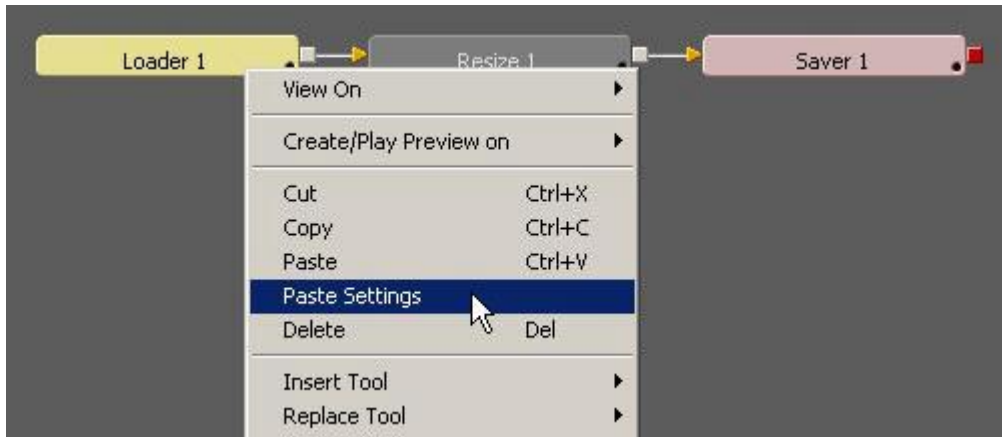 Loader 1 Resize 1 Saver 1
View On
Create/Play Preview on
Cut Ctrl+X
Copy Ctrl+C
Paste Ctrl+V
Paste Settings
Delete Del
Insert Tool
Replace Tool